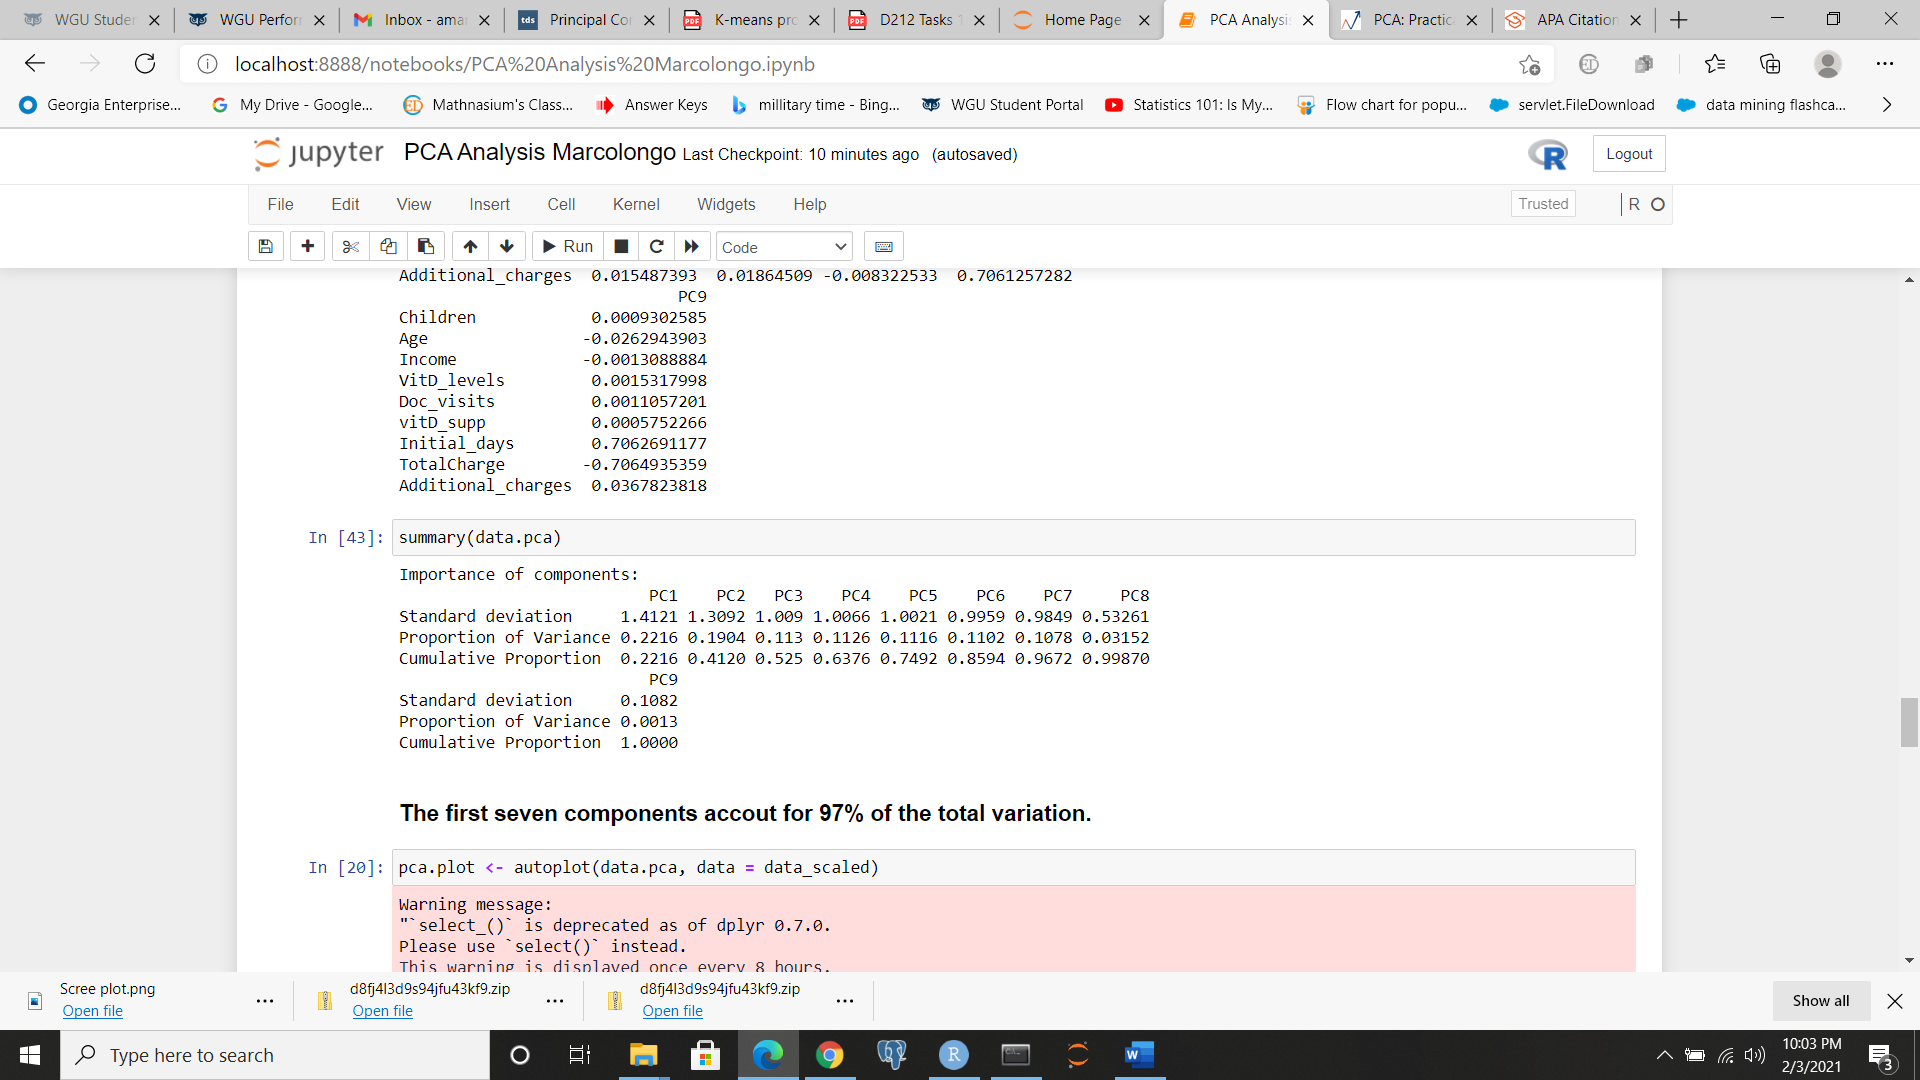 WGU Studen
WGU Perforr
Inbox - ama
tds Principal Co
PDF K-means pro
PDF D212 Tasks 1
Home Page
PCA Analysis
PCA: Practic
APA Citation
localhost:8888/notebooks/PCA%20Analysis%20Marcolongo.ipynb
Georgia Enterprise... My Drive - Google... Mathnasium's Class... Answer Keys millitary time - Bing... WGU Student Portal Statistics 101: Is My... Flow chart for popu... servlet.FileDownload data mining flashca...
jupyter PCA Analysis Marcolongo Last Checkpoint: 10 minutes ago (autosaved)
R Logout
File Edit View Insert Cell Kernel Widgets Help Trusted R
Run Code
Additional_charges 0.015487393 0.01864509 -0.008322533 0.7061257282
PC9
Children 0.0009302585
Age -0.0262943903
Income -0.0013088884
VitD_levels 0.0015317998
Doc_visits 0.0011057201
vitD_supp 0.0005752266
Initial_days 0.7062691177
TotalCharge -0.7064935359
Additional_charges 0.0367823818
In [43]: summary(data.pca)
Importance of components:
PC1 PC2 PC3 PC4 PC5 PC6 PC7 PC8
Standard deviation 1.4121 1.3092 1.009 1.0066 1.0021 0.9959 0.9849 0.53261
Proportion of Variance 0.2216 0.1904 0.113 0.1126 0.1116 0.1102 0.1078 0.03152
Cumulative Proportion 0.2216 0.4120 0.525 0.6376 0.7492 0.8594 0.9672 0.99870
PC9
Standard deviation 0.1082
Proportion of Variance 0.0013
Cumulative Proportion 1.0000
The first seven components accout for 97% of the total variation.
In [20]: pca.plot <- autoplot(data.pca, data = data_scaled)
Warning message:
"`select_()` is deprecated as of dplyr 0.7.0.
Please use `select()` instead.
This warning is displayed once every 8 hours.
Scree plot.png
Open file
d8fj4l3d9s94jfu43kf9.zip
Open file
d8fj4l3d9s94jfu43kf9.zip
Open file
Show all
Type here to search
10:03 PM
2/3/2021
3